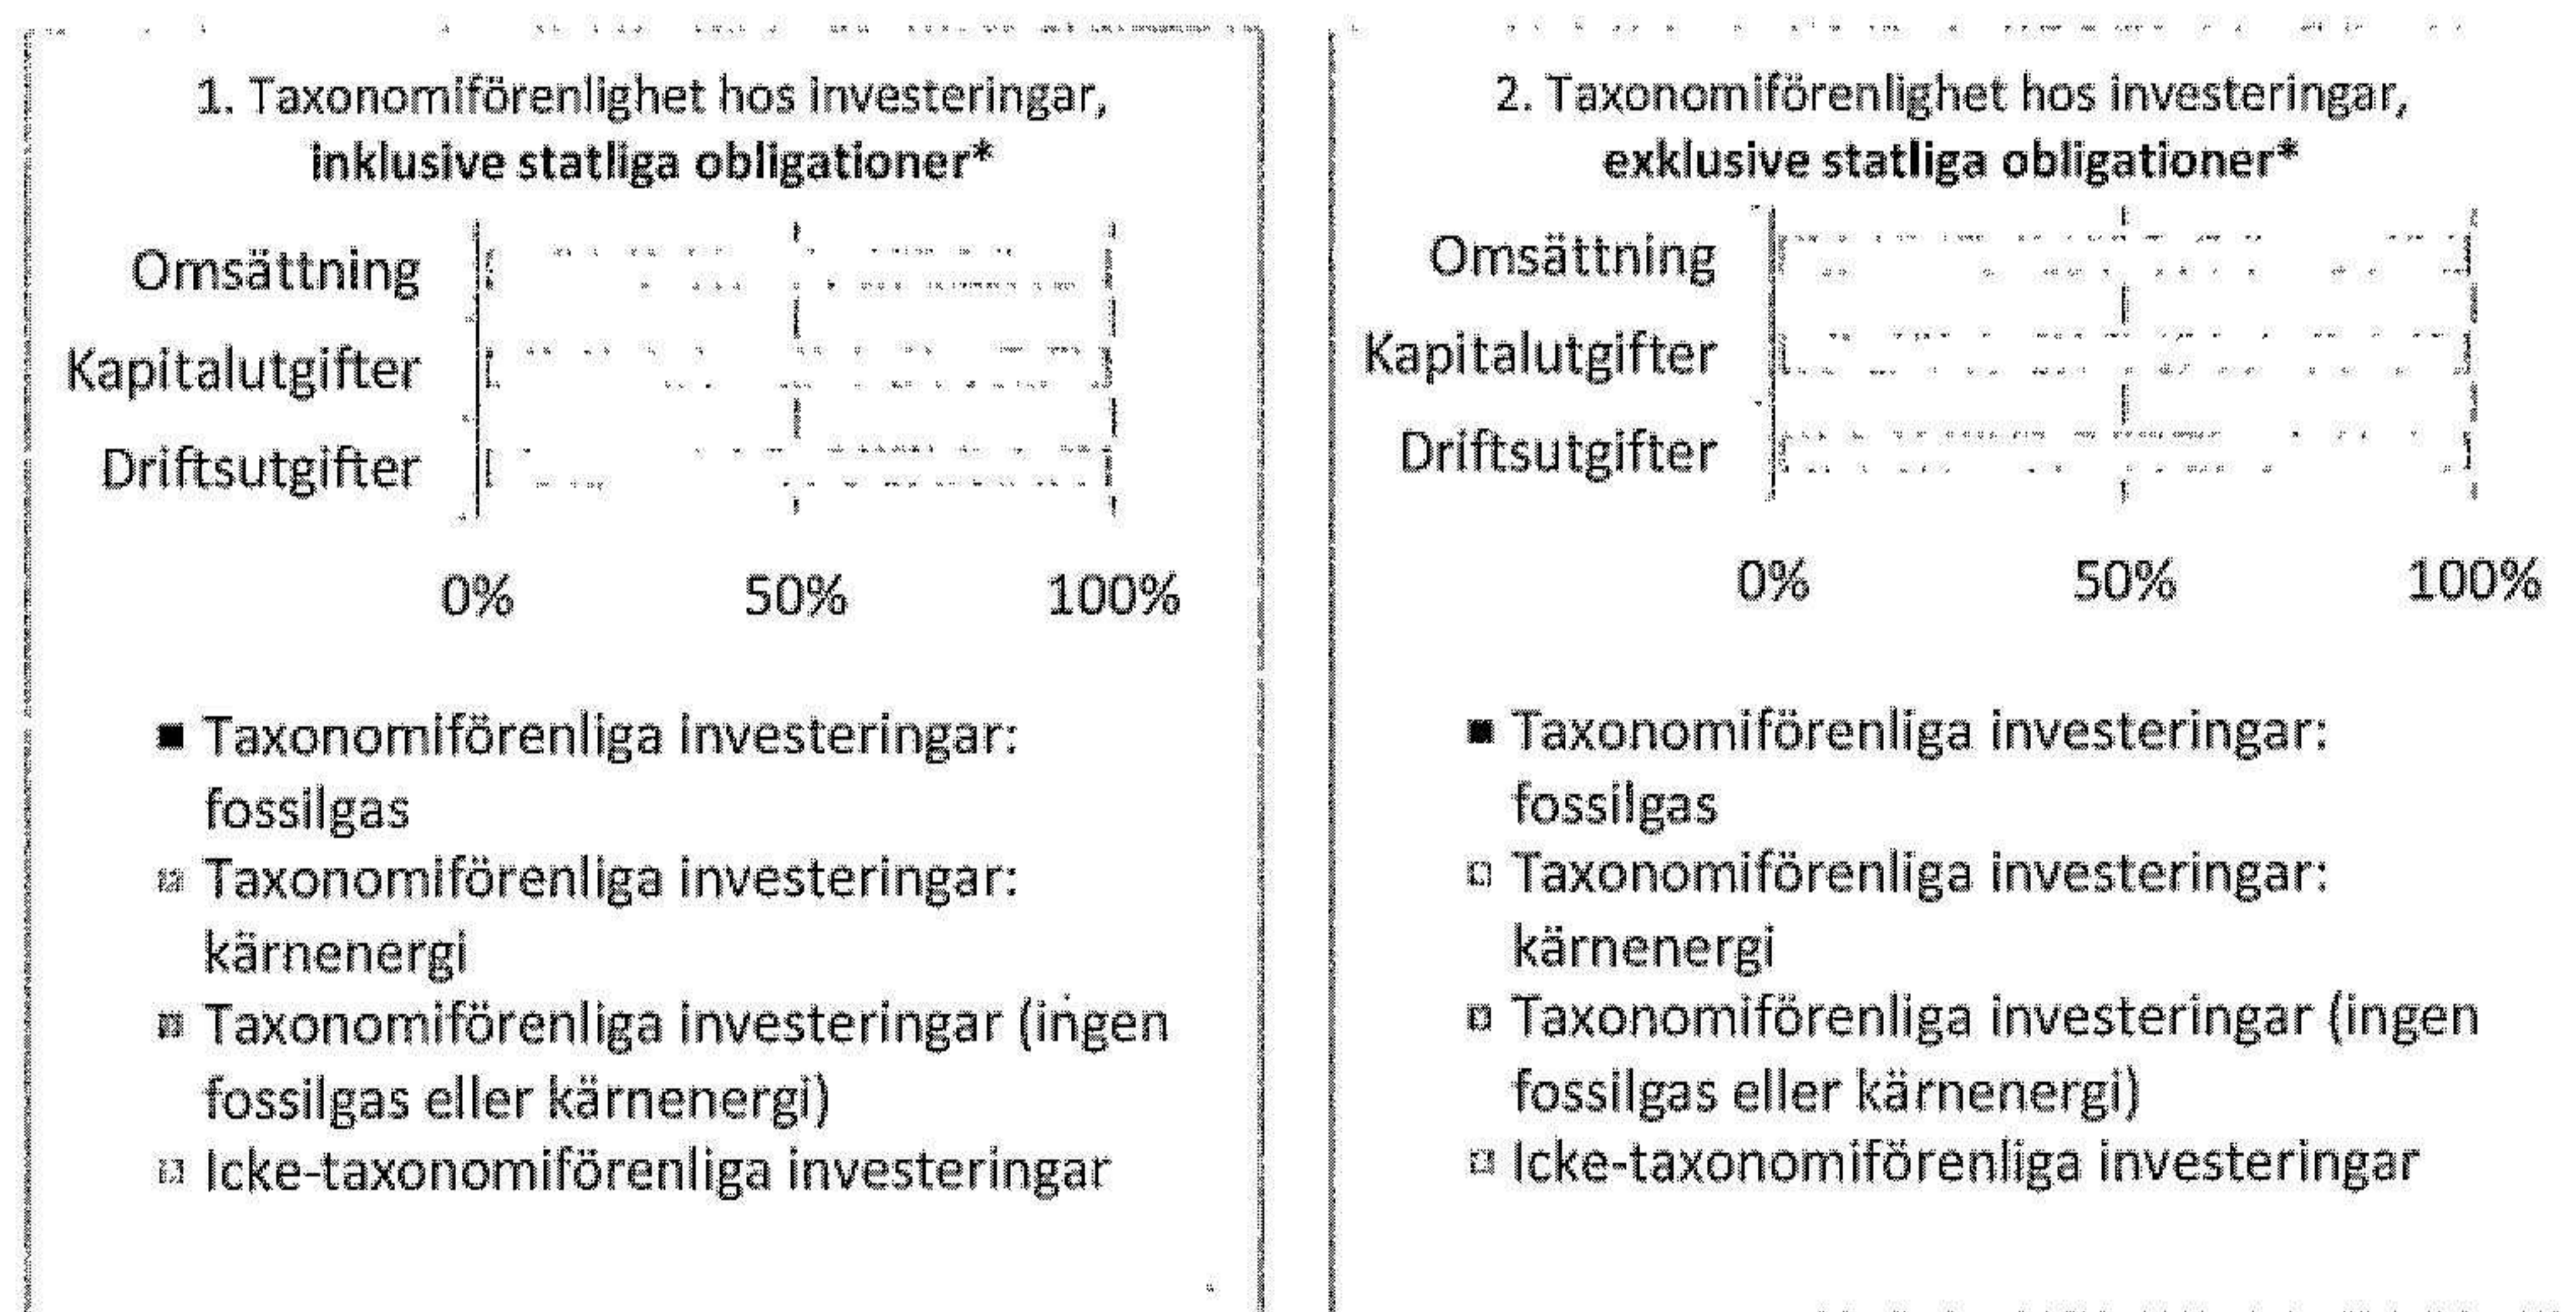 1. Taxonomiförenlighet hos investeringar,
inklusive statliga obligationer*
Omsättning
Kapitalutgifter
Driftsutgifter
0% 50% 100%
Taxonomiförenliga investeringar:
fossilgas
Taxonomiförenliga investeringar:
kärnenergi
Taxonomiförenliga investeringar (ingen
fossilgas eller kärnenergi)
Icke-taxonomiförenliga investeringar
2. Taxonomiförenlighet hos investeringar,
exklusive statliga obligationer*
Omsättning
Kapitalutgifter
Driftsutgifter
0% 50% 100%
Taxonomiförenliga investeringar:
fossilgas
Taxonomiförenliga investeringar:
kärnenergi
Taxonomiförenliga investeringar (ingen
fossilgas eller kärnenergi)
Icke-taxonomiförenliga investeringar